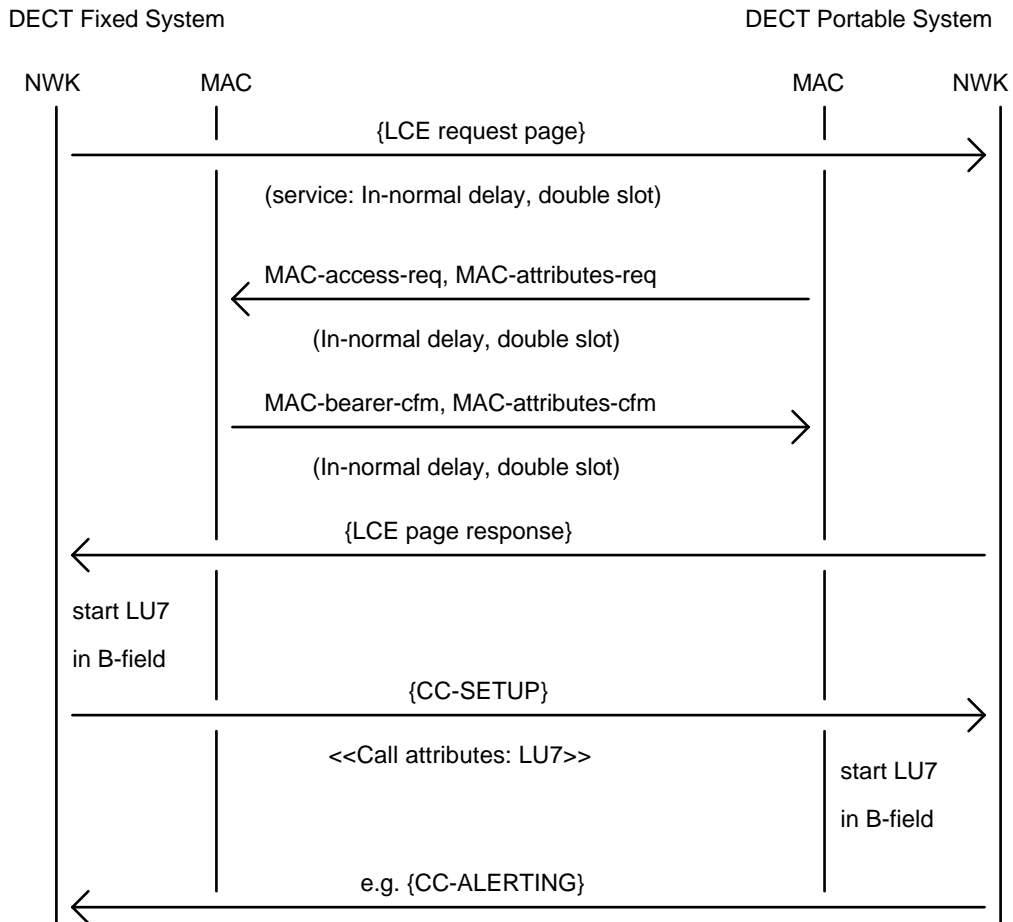 DECT Fixed System DECT Portable System
NWK MAC MAC NWK
{LCE request page}
(service: In-normal delay, double slot)
MAC-access-req, MAC-attributes-req
(In-normal delay, double slot)
MAC-bearer-cfm, MAC-attributes-cfm
(In-normal delay, double slot)
{LCE page response}
start LU7
in B-field
{CC-SETUP}
<<Call attributes: LU7>>
start LU7
in B-field
e.g. {CC-ALERTING}